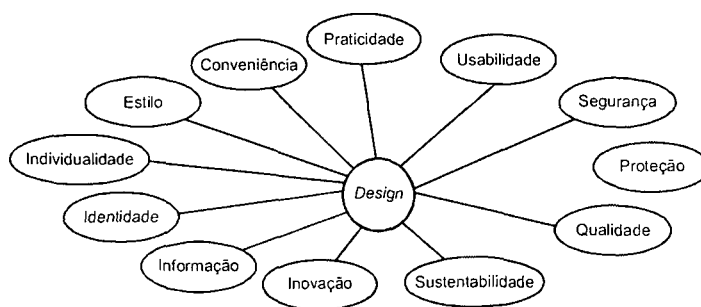 Praticidade
Conveniência
Usabilidade
Estilo
Segurança
Individualidade
Proteção
Design
Identidade
Qualidade
Informação
Inovação
Sustentabilidade